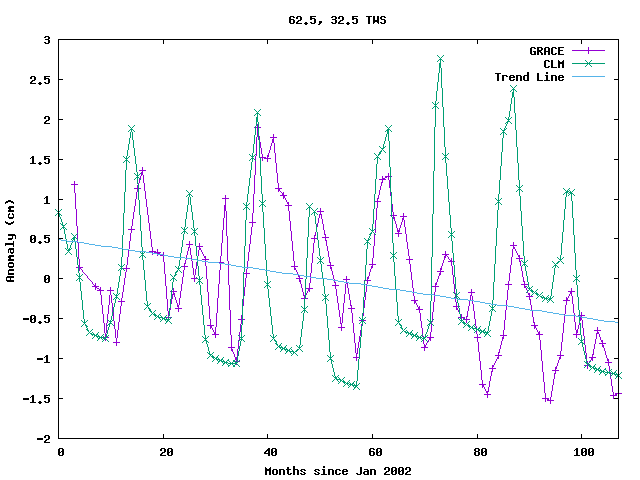 62.5, 32.5 TWS
GRACE
CLM
Trend Line
3
2.5
2
1.5
1
0.5
0
-0.5
-1
-1.5
-2
Anomaly (cm)
0 20 40 60 80 100
Months since Jan 2002